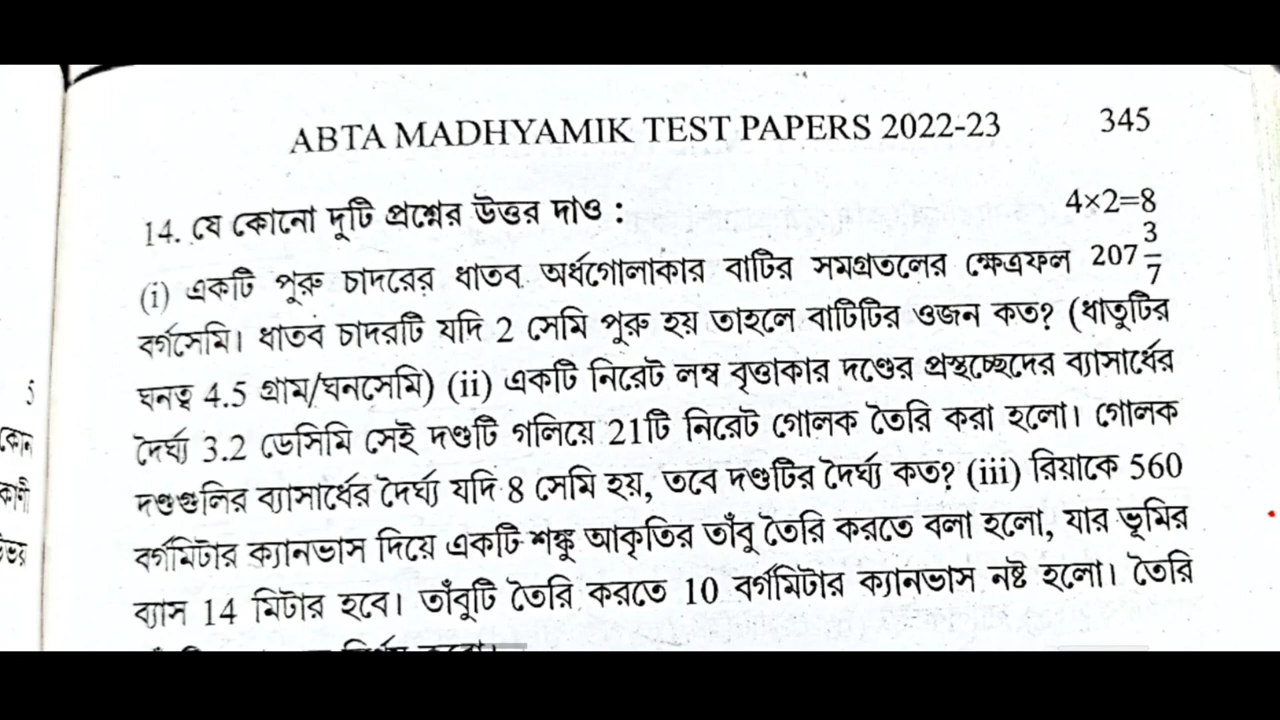 ABTA MADHYAMIK TEST PAPERS 2022-23 345
14. যে কোনো দুটি প্রশ্নের উত্তর দাও : 4×2=8
(i) একটি পুরু চাদরের ধাতব অর্ধগোলাকার বাটির সমগ্রতলের ক্ষেত্রফল 207 3/7
বর্গসেমি। ধাতব চাদরটি যদি 2 সেমি পুরু হয় তাহলে বাটিটির ওজন কত? (ধাতুটির
ঘনত্ব 4.5 গ্রাম/ঘনসেমি) (ii) একটি নিরেট লম্ব বৃত্তাকার দণ্ডের প্রস্থচ্ছেদের ব্যাসার্ধের
দৈর্ঘ্য 3.2 ডেসিমি সেই দণ্ডটি গলিয়ে 21টি নিরেট গোলক তৈরি করা হলো। গোলক
দণ্ডগুলির ব্যাসার্ধের দৈর্ঘ্য যদি 8 সেমি হয়, তবে দণ্ডটির দৈর্ঘ্য কত? (iii) রিয়াকে 560
বর্গমিটার ক্যানভাস দিয়ে একটি শঙ্কু আকৃতির তাঁবু তৈরি করতে বলা হলো, যার ভূমির
ব্যাস 14 মিটার হবে। তাঁবুটি তৈরি করতে 10 বর্গমিটার ক্যানভাস নষ্ট হলো। তৈরি
5
কোন